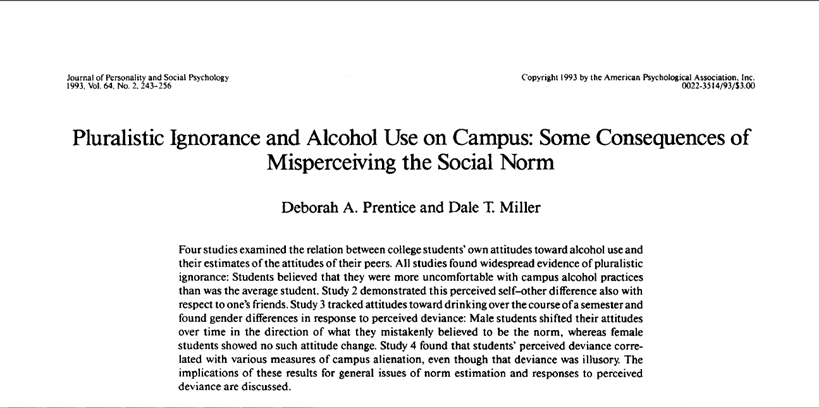 Journal of Personality and Social Psychology
1993, Vol. 64, No. 2, 243-256
Copyright 1993 by the American Psychological Association, Inc.
0022-3514/93/$3.00
Pluralistic Ignorance and Alcohol Use on Campus: Some Consequences of
Misperceiving the Social Norm
Deborah A. Prentice and Dale T. Miller
Four studies examined the relation between college students' own attitudes toward alcohol use and
their estimates of the attitudes of their peers. All studies found widespread evidence of pluralistic
ignorance: Students believed that they were more uncomfortable with campus alcohol practices
than was the average student. Study 2 demonstrated this perceived self-other difference also with
respect to one's friends. Study 3 tracked attitudes toward drinking over the course of a semester and
found gender differences in response to perceived deviance: Male students shifted their attitudes
over time in the direction of what they mistakenly believed to be the norm, whereas female
students showed no such attitude change. Study 4 found that students' perceived deviance corre-
lated with various measures of campus alienation, even though that deviance was illusory. The
implications of these results for general issues of norm estimation and responses to perceived
deviance are discussed.